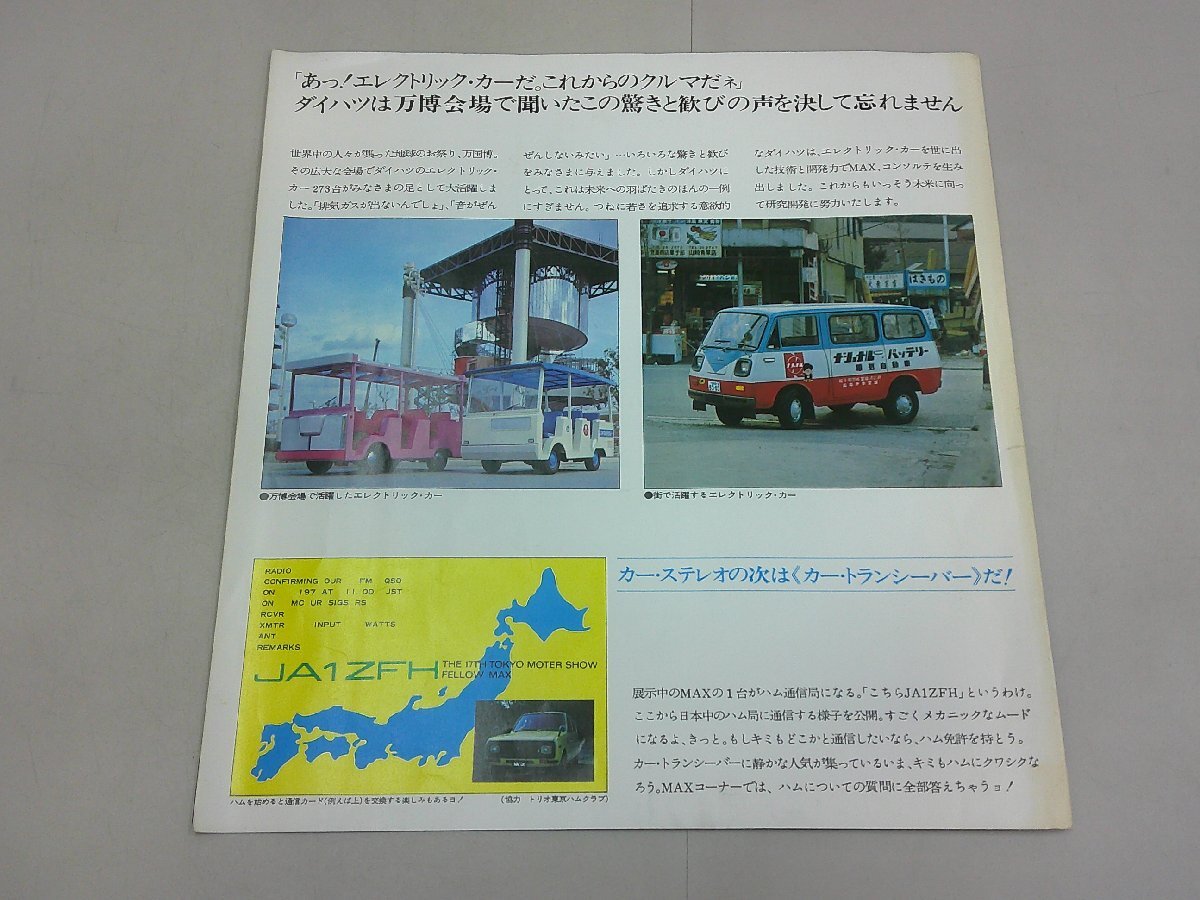 「あっ!エレクトリック・カーだ。これからのクルマだネ」
ダイハツは万博会場で聞いたこの驚きと歓びの声を決して忘れません
世界中の人々が集った地球のお祭り、万国博。
その広大な会場でダイハツのエレクトリック・
カー273台がみなさまの足として大活躍しま
した。「排気ガスが出ないんでしょ」、「音がぜん
ぜんしないみたい」…いろいろな驚きと歓び
をみなさまに与えました。しかしダイハツに
とって、これは未来への羽ばたきのほんの一例
にすぎません。つねに若さを追求する意欲的
なダイハツは、エレクトリック・カーを世に出
した技術と開発力でMAX、コンソルテを生み
出しました。これからもいっそう未来に向っ
て研究開発に努力いたします。
はきもの
ナショナル バッテリー
●万博会場で活躍したエレクトリック・カー
●街で活躍するエレクトリック・カー
カー・ステレオの次は《カー・トランシーバー》だ!
RADIO
CONFIRMING OUR FM QSO
ON 197 AT 11.00 JST
ON MC UR SIGS RS
RCVR
XMTR INPUT WATTS
ANT
REMARKS
JA1ZFH
THE 17TH TOKYO MOTER SHOW
FELLOW MAX
ハムを始めると通信カード(例えば上)を交換する楽しみもあるヨ!
(協力 トリオ東京ハムクラブ)
展示中のMAXの1台がハム通信局になる。「こちらJA1ZFH」というわけ。
ここから日本中のハム局に通信する様子を公開。すごくメカニックなムード
になるよ、きっと。もしキミもどこかと通信したいなら、ハム免許を持とう。
カー・トランシーバーに静かな人気が集っているいま、キミもハムにクワシクな
ろう。MAXコーナーでは、ハムについての質問に全部答えちゃうョ!